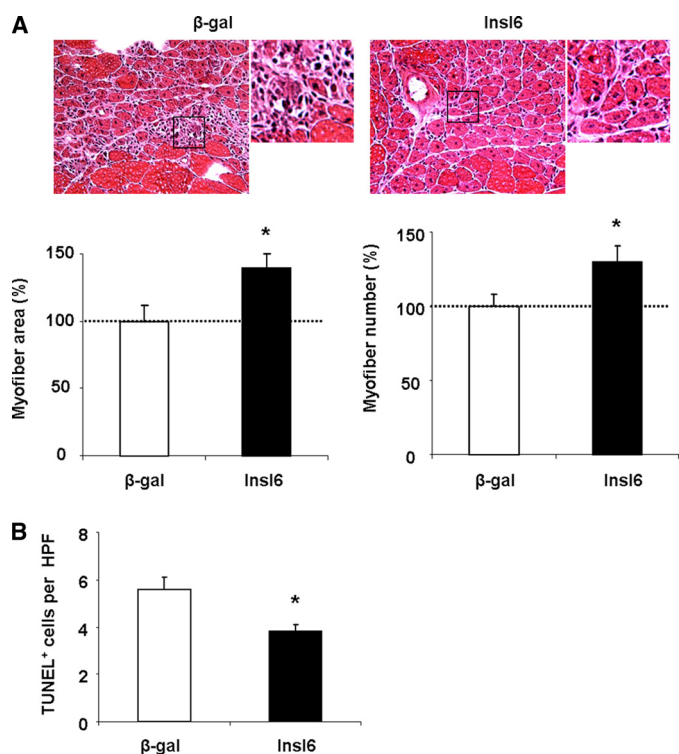 A
β-gal
Insl6
Myofiber area (%)
150
100
50
0
*
β-gal
Insl6
Myofiber number (%)
150
100
50
0
*
β-gal
Insl6
B
TUNEL⁺ cells per HPF
8
6
4
2
0
*
β-gal
Insl6